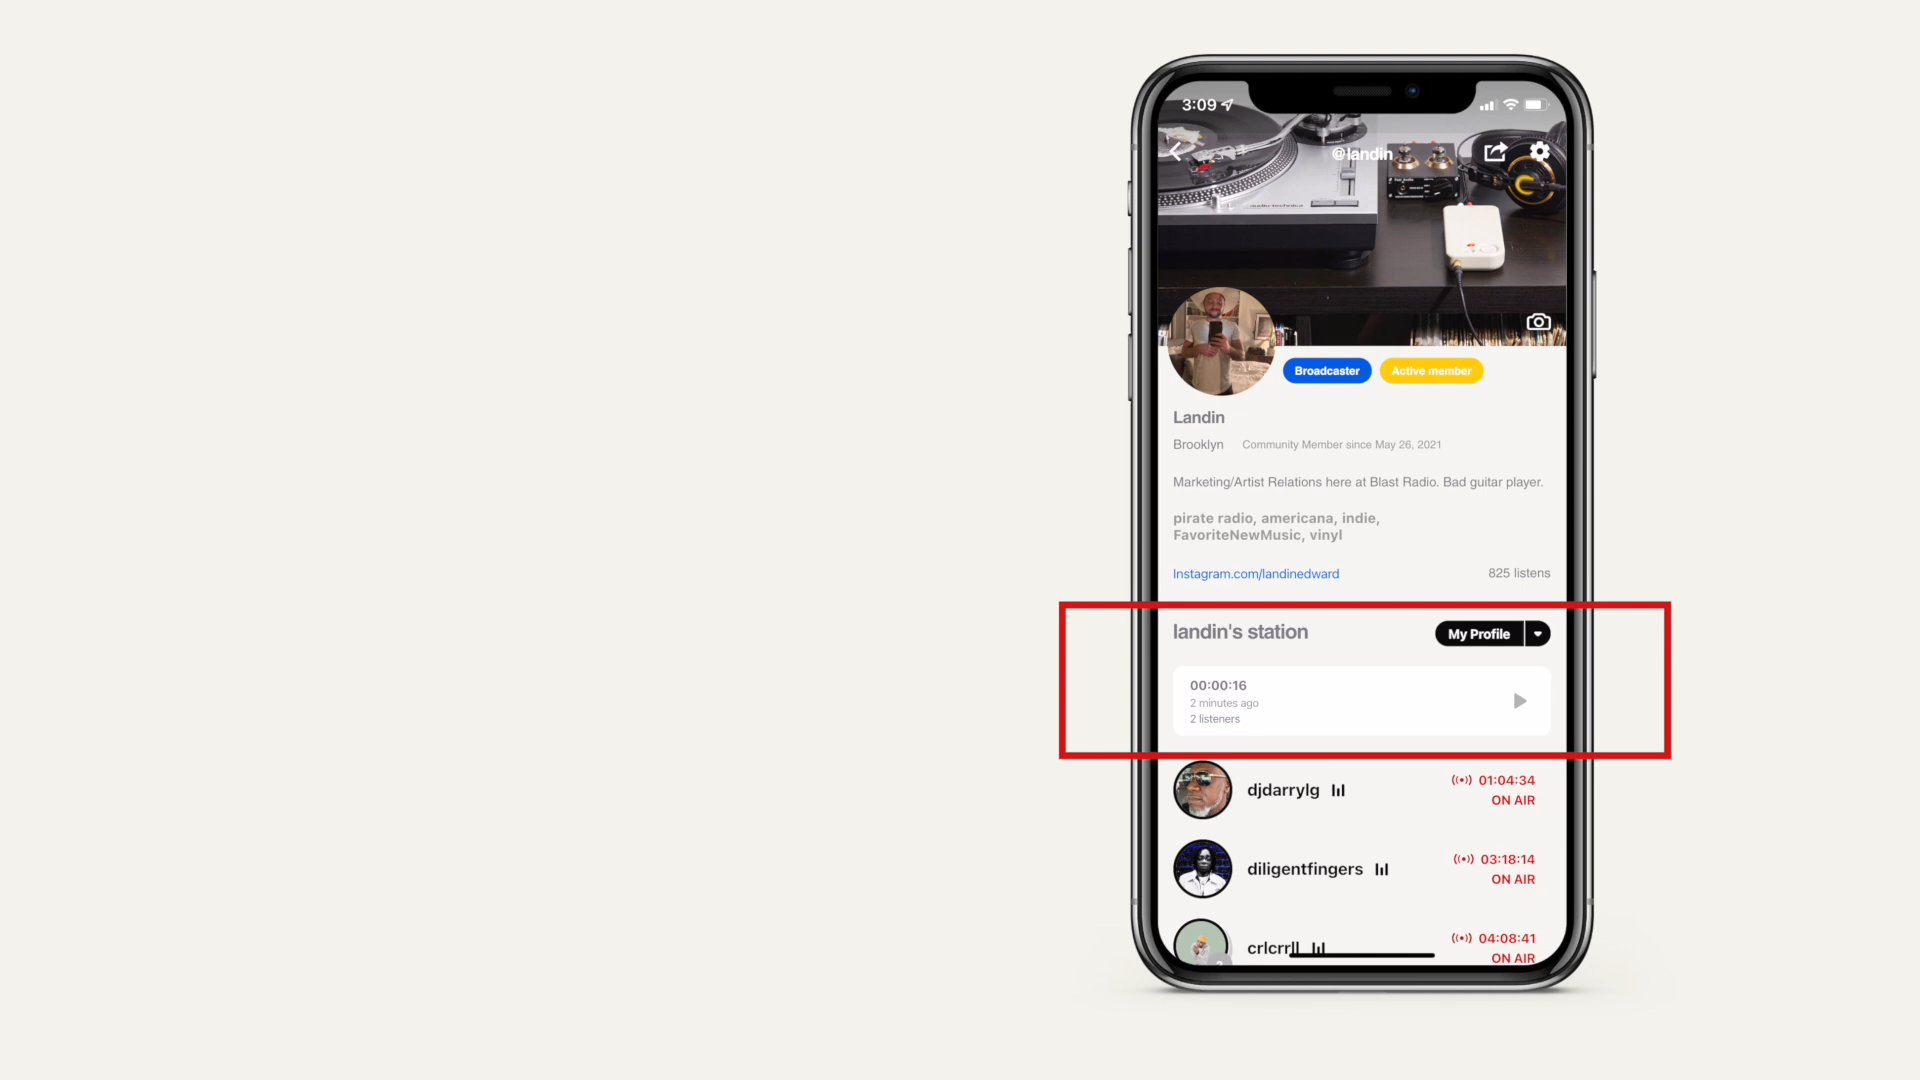 3:09
@landin
audio-technica
Broadcaster
Active member
Landin
Brooklyn
Community Member since May 26, 2021
Marketing/Artist Relations here at Blast Radio. Bad guitar player.
pirate radio, americana, indie,
FavoriteNewMusic, vinyl
Instagram.com/landinedward
825 listens
landin's station
My Profile
00:00:16
2 minutes ago
2 listeners
djdarrylg
01:04:34
ON AIR
diligentfingers
03:18:14
ON AIR
crlcrrll
04:08:41
ON AIR